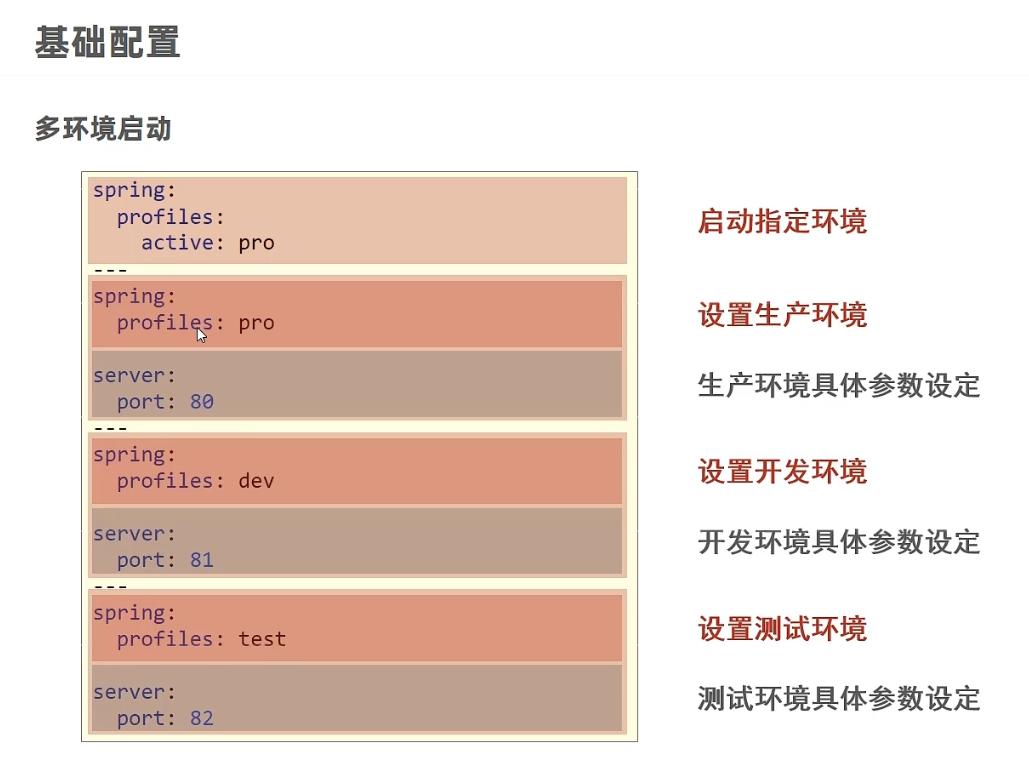 基础配置
多环境启动
spring:
  profiles:
    active: pro
启动指定环境
---
spring:
  profiles: pro
设置生产环境
server:
  port: 80
生产环境具体参数设定
---
spring:
  profiles: dev
设置开发环境
server:
  port: 81
开发环境具体参数设定
---
spring:
  profiles: test
设置测试环境
server:
  port: 82
测试环境具体参数设定